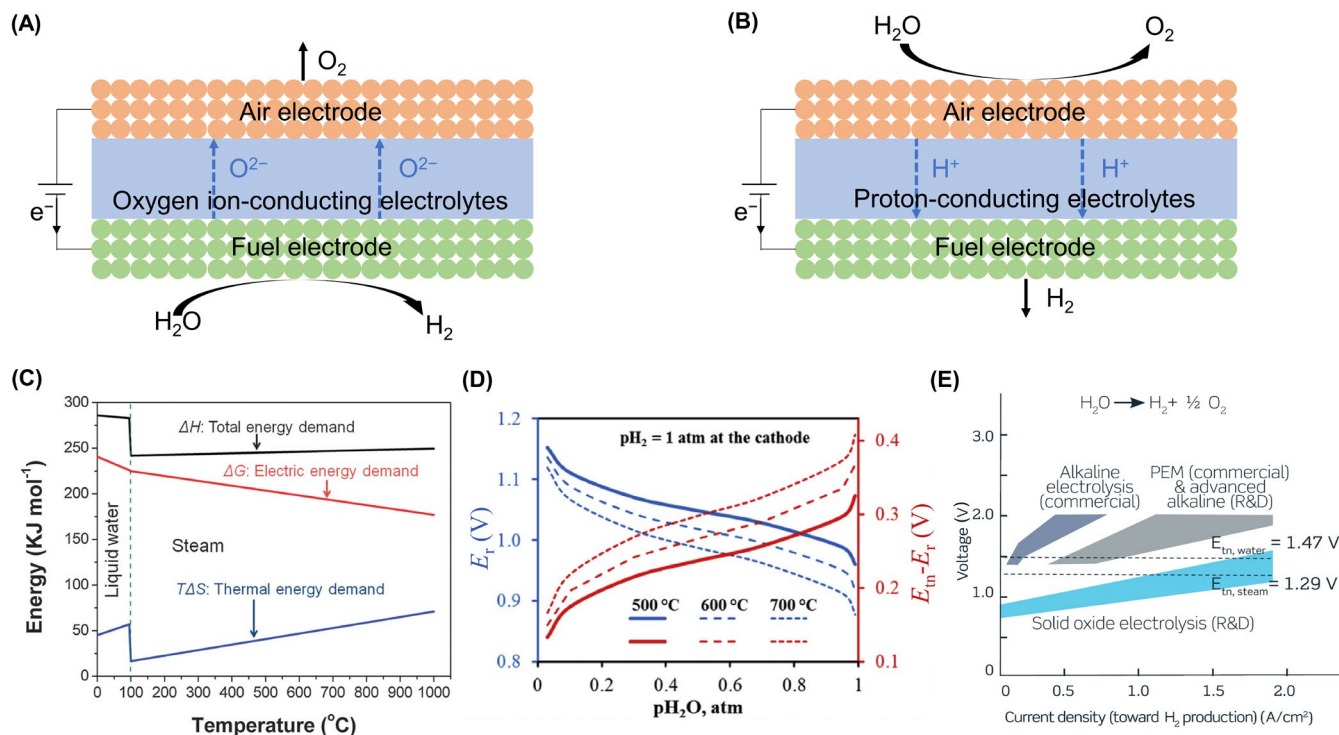 (A)
O₂
Air electrode
O²⁻ O²⁻
Oxygen ion-conducting electrolytes
e⁻
Fuel electrode
H₂O H₂
(B)
H₂O O₂
Air electrode
H⁺ H⁺
Proton-conducting electrolytes
e⁻
Fuel electrode
H₂
(C)
Energy (KJ mol⁻¹)
300
250
225
200
175
150
125
100
75
50
25
0
ΔH: Total energy demand
ΔG: Electric energy demand
Liquid water
Steam
TΔS: Thermal energy demand
0 100 200 300 400 500 600 700 800 900 1000
Temperature (°C)
(D)
Eᵣ (V)
1.2
1.1
1.0
0.9
0.8
pH₂ = 1 atm at the cathode
500 °C 600 °C 700 °C
0 0.2 0.4 0.6 0.8 1
pH₂O, atm
0.4
0.3
0.2
0.1
Eₜₙ-Eᵣ (V)
(E)
H₂O H₂+ ½ O₂
Voltage (V)
3.0
2.0
1.0
0
Alkaline
electrolysis
(commercial)
PEM (commercial)
& advanced
alkaline (R&D)
Eₜₙ, water = 1.47 V
Eₜₙ, steam = 1.29 V
Solid oxide electrolysis (R&D)
0 0.5 1.0 1.5 2.0
Current density (toward H₂ production) (A/cm²)